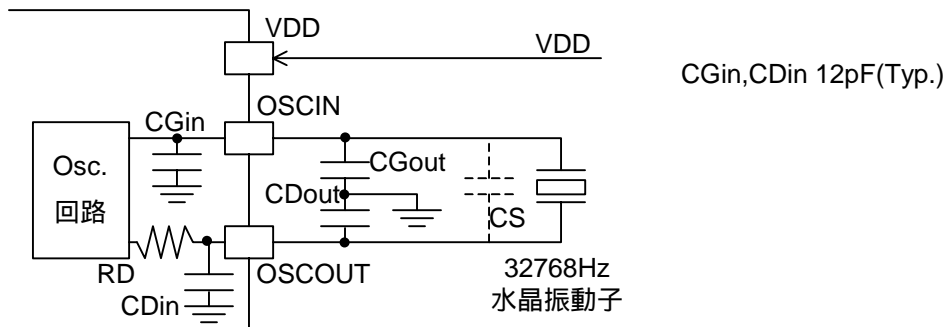 VDD
VDD
CGin,CDin 12pF(Typ.)
OSCIN
CGin
Osc.
回路
CGout
CDout
CS
RD
OSCOUT
CDin
32768Hz
水晶振動子